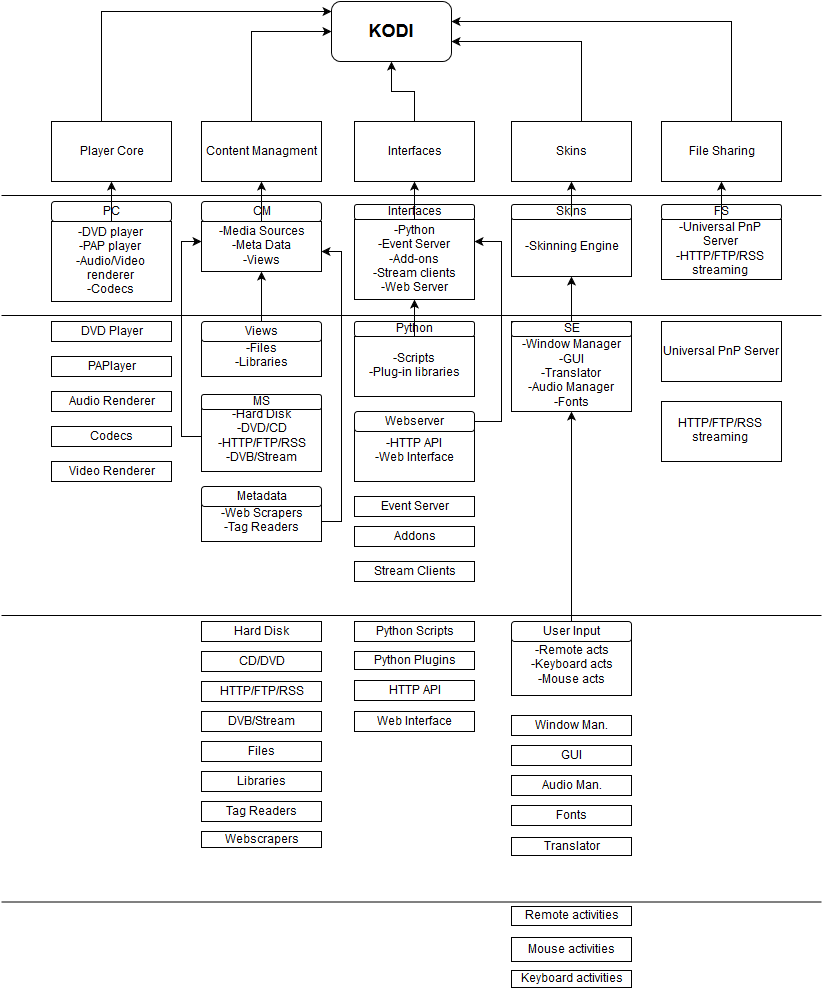 KODI
Player Core
Content Managment
Interfaces
Skins
File Sharing
PC
-DVD player
-PAP player
-Audio/Video
renderer
-Codecs
CM
-Media Sources
-Meta Data
-Views
Interfaces
-Python
-Event Server
-Add-ons
-Stream clients
-Web Server
Skins
-Skinning Engine
FS
-Universal PnP
Server
-HTTP/FTP/RSS
streaming
DVD Player
PAPlayer
Audio Renderer
Codecs
Video Renderer
Views
-Files
-Libraries
MS
-Hard Disk
-DVD/CD
-HTTP/FTP/RSS
-DVB/Stream
Metadata
-Web Scrapers
-Tag Readers
Python
-Scripts
-Plug-in libraries
Webserver
-HTTP API
-Web Interface
Event Server
Addons
Stream Clients
SE
-Window Manager
-GUI
-Translator
-Audio Manager
-Fonts
Universal PnP Server
HTTP/FTP/RSS
streaming
Hard Disk
CD/DVD
HTTP/FTP/RSS
DVB/Stream
Files
Libraries
Tag Readers
Webscrapers
Python Scripts
Python Plugins
HTTP API
Web Interface
User Input
-Remote acts
-Keyboard acts
-Mouse acts
Window Man.
GUI
Audio Man.
Fonts
Translator
Remote activities
Mouse activities
Keyboard activities